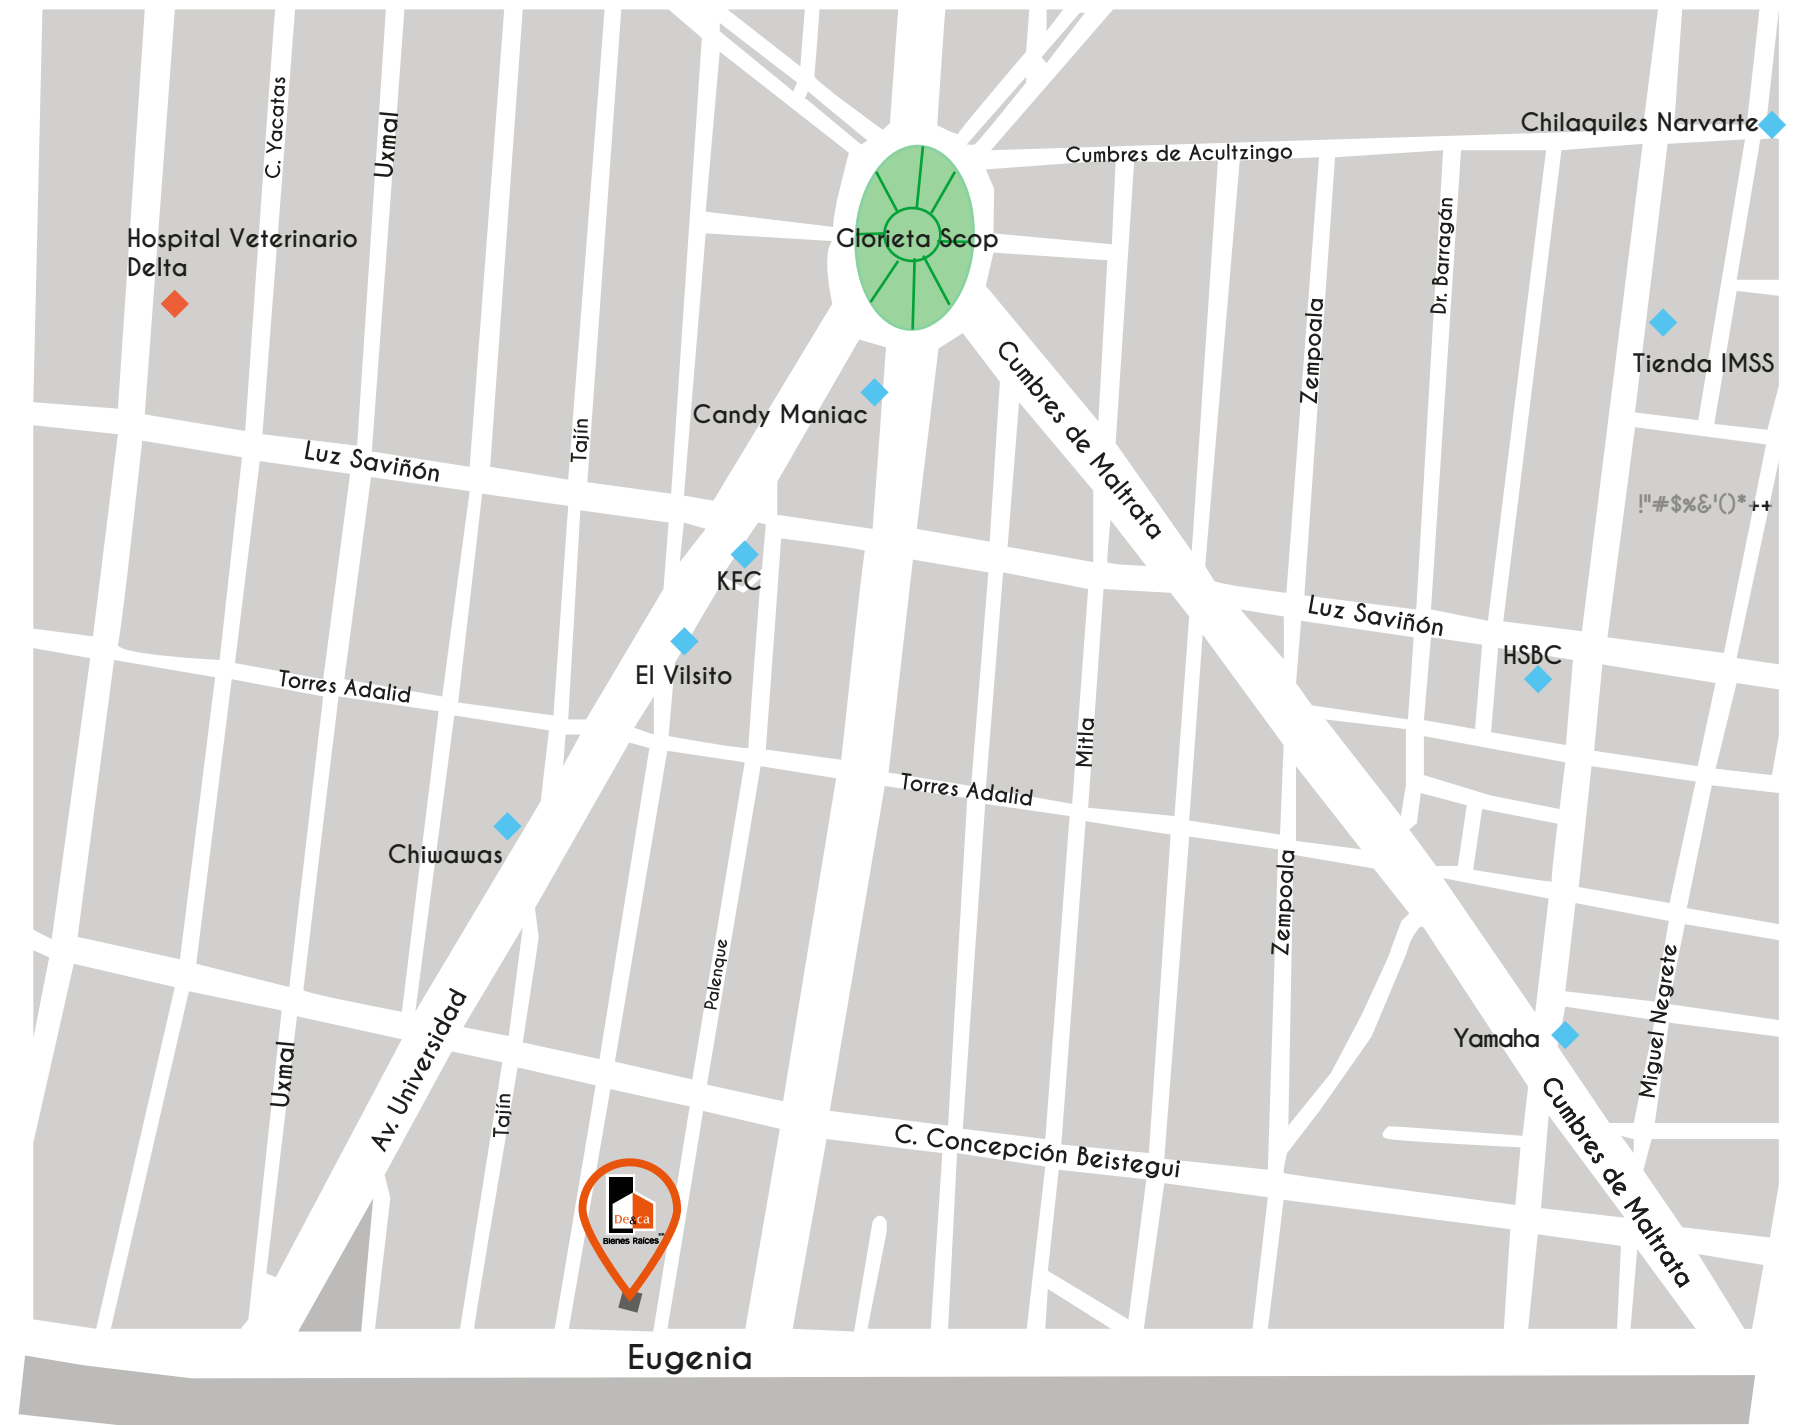 C. Yacatas
Uxmal
Chilaquiles Narvarte
Cumbres de Acultzingo
Hospital Veterinario
Delta
Glorieta Scop
Dr. Barragán
Zempoala
Tienda IMSS
Candy Maniac
Cumbres de Maltrata
Tajín
Luz Saviñón
!"#$%&'()*++
KFC
Luz Saviñón
HSBC
El Vilsito
Torres Adalid
Mitla
Torres Adalid
Chiwawas
Zempoala
Palenque
Miguel Negrete
Yamaha
Av. Universidad
Uxmal
Tajín
Cumbres de Maltrata
C. Concepción Beistegui
De&ca
Bienes Raíces
Eugenia